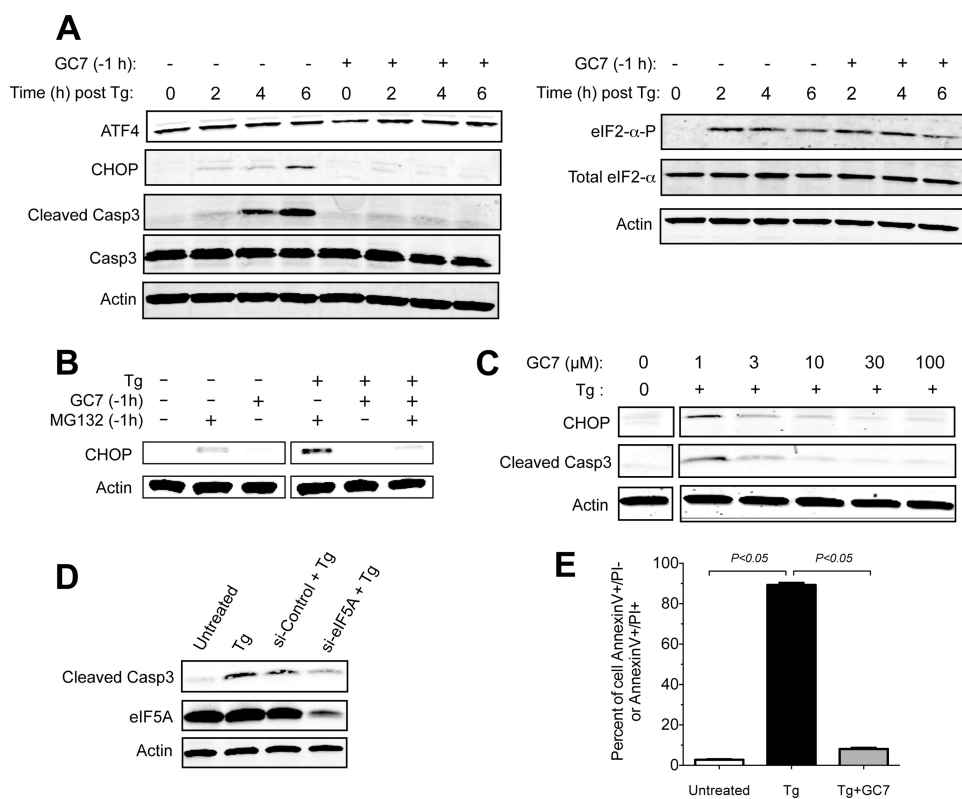 A
GC7 (-1 h): - - - - + + + +
Time (h) post Tg: 0 2 4 6 0 2 4 6
ATF4
CHOP
Cleaved Casp3
Casp3
Actin
GC7 (-1 h): - - - - + + +
Time (h) post Tg: 0 2 4 6 2 4 6
eIF2-α-P
Total eIF2-α
Actin
B
Tg - - - + + +
GC7 (-1h) - - + - + +
MG132 (-1h) - + - + - +
CHOP
Actin
C
GC7 (µM): 0 1 3 10 30 100
Tg : 0 + + + + +
CHOP
Cleaved Casp3
Actin
D
Untreated
Tg
si-Control + Tg
si-eIF5A + Tg
Cleaved Casp3
eIF5A
Actin
E
P<0.05 P<0.05
Percent of cell AnnexinV+/PI-
or AnnexinV+/PI+
100
80
60
40
20
0
Untreated Tg Tg+GC7